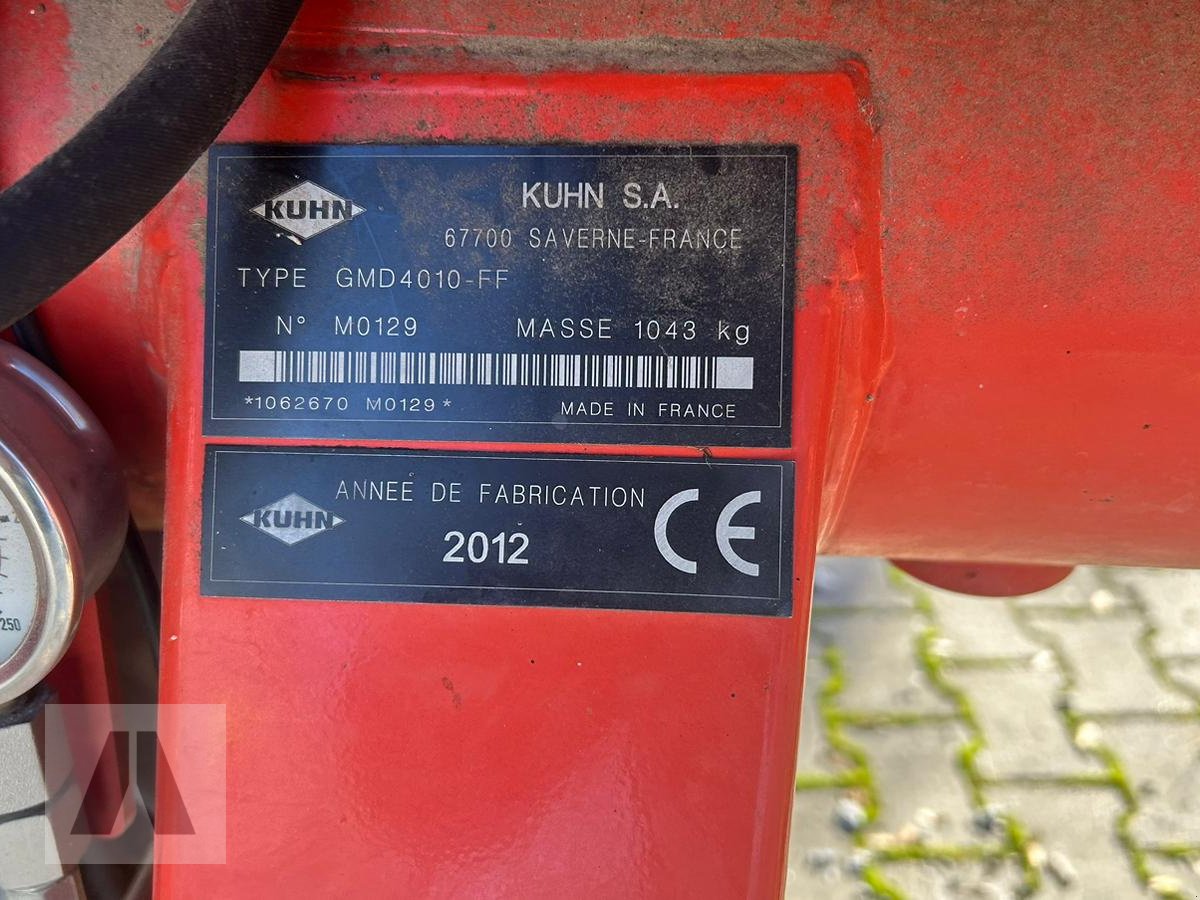 KUHN
KUHN S.A.
67700 SAVERNE-FRANCE
TYPE GMD4010-FF
N° M0129 MASSE 1043 kg
*1062670 M0129*
MADE IN FRANCE
KUHN
ANNEE DE FABRICATION
2012
CE
250